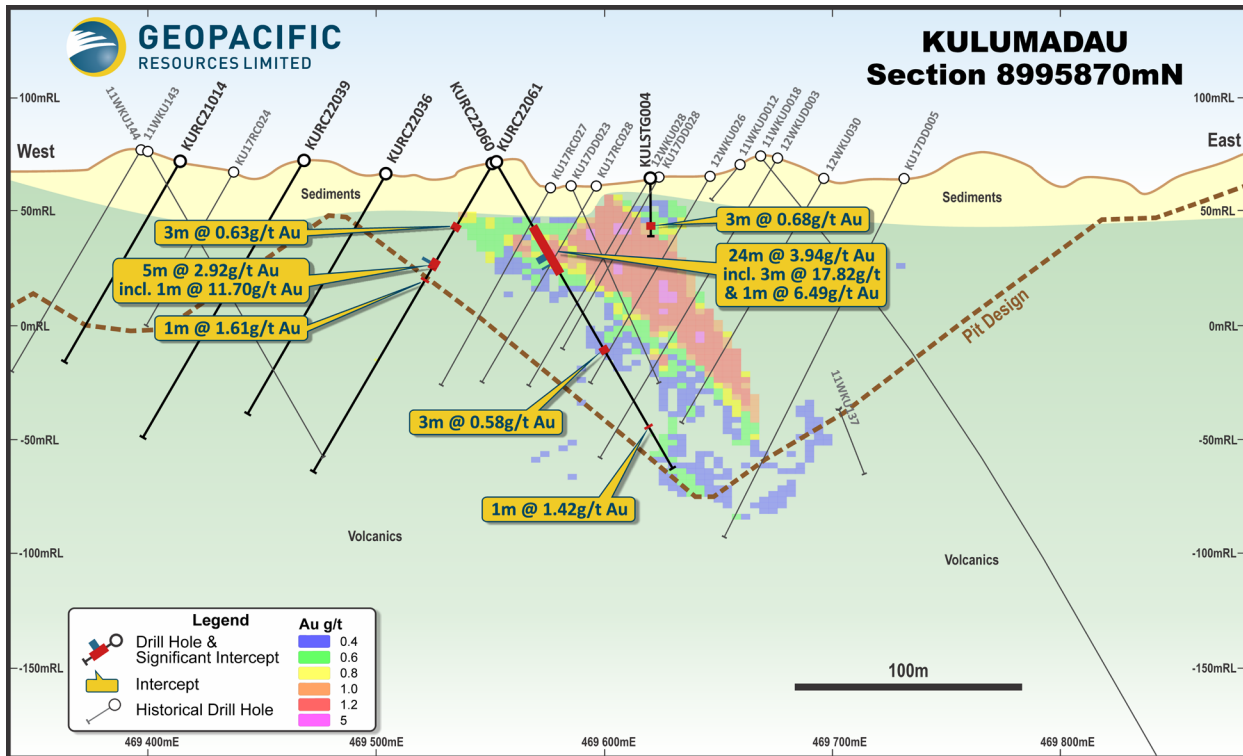 GEOPACIFIC
RESOURCES LIMITED
KULUMADAU
Section 8995870mN
100mRL
100mRL
West
East
11WKU144
11WKU143
KURC21014
KU17RC024
KURC22039
KURC22036
KURC22060
KURC22061
KU17RC027
KU17DD023
KU17RC028
KULSTG004
12WKU028
KU17DD028
12WKU026
11WKUD012
11WKUD018
12WKUD003
12WKU030
KU17DD005
Sediments
Sediments
50mRL
50mRL
3m @ 0.63g/t Au
3m @ 0.68g/t Au
5m @ 2.92g/t Au
incl. 1m @ 11.70g/t Au
24m @ 3.94g/t Au
incl. 3m @ 17.82g/t
& 1m @ 6.49g/t Au
1m @ 1.61g/t Au
0mRL
0mRL
Pit Design
11WKU137
3m @ 0.58g/t Au
-50mRL
-50mRL
1m @ 1.42g/t Au
Volcanics
Volcanics
-100mRL
-100mRL
Legend
Drill Hole &
Significant Intercept
Intercept
Historical Drill Hole
Au g/t
0.4
0.6
0.8
1.0
1.2
5
-150mRL
-150mRL
100m
469 400mE
469 500mE
469 600mE
469 700mE
469 800mE